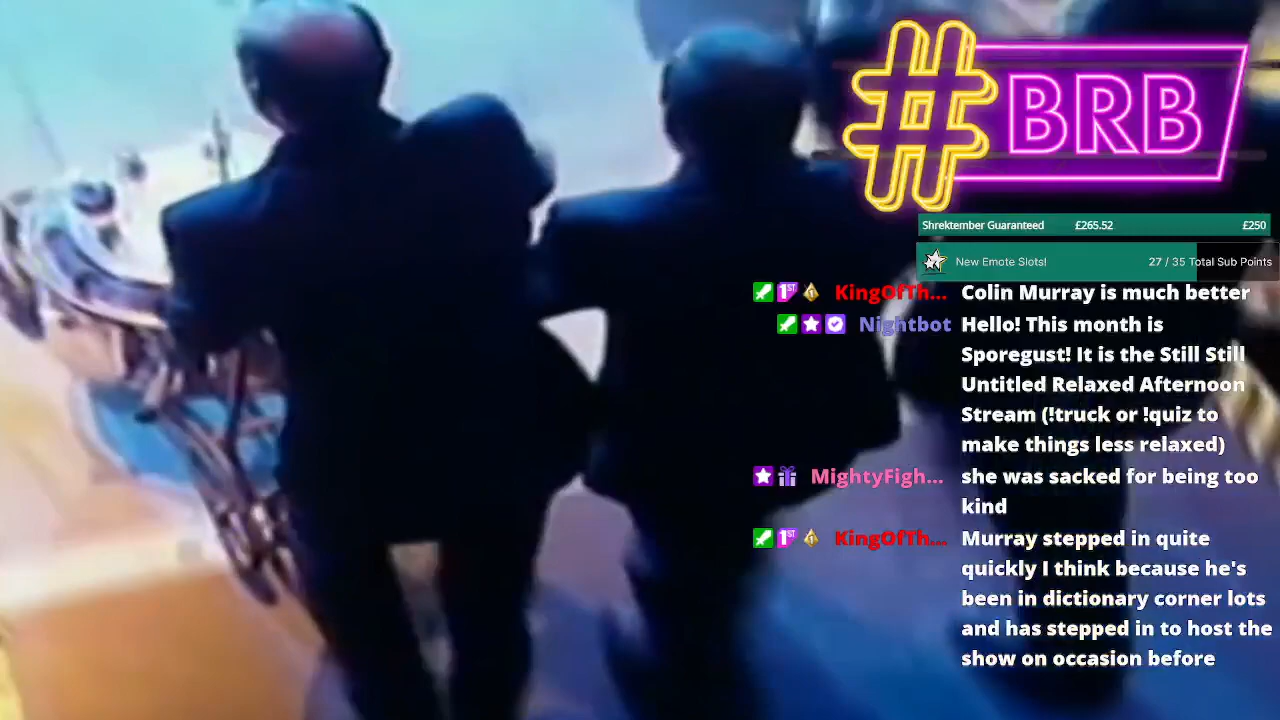 #BRB
Shrektember Guaranteed £265.52 £250
New Emote Slots! 27 / 35 Total Sub Points
KingOfTh... Colin Murray is much better
Nightbot Hello! This month is
Sporegust! It is the Still Still
Untitled Relaxed Afternoon
Stream (!truck or !quiz to
make things less relaxed)
MightyFigh... she was sacked for being too
kind
KingOfTh... Murray stepped in quite
quickly I think because he's
been in dictionary corner lots
and has stepped in to host the
show on occasion before